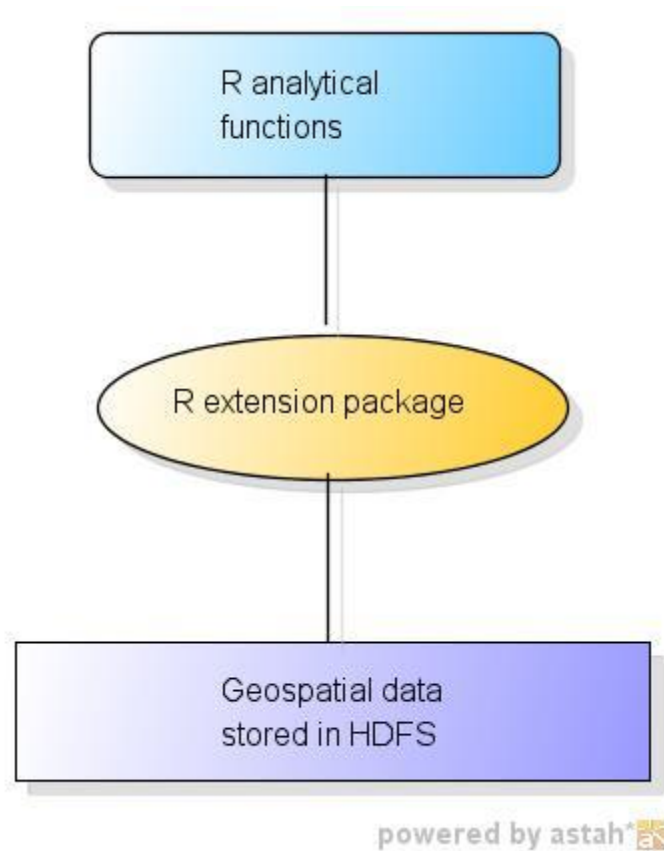 R analytical
functions
R extension package
Geospatial data
stored in HDFS
powered by astah*